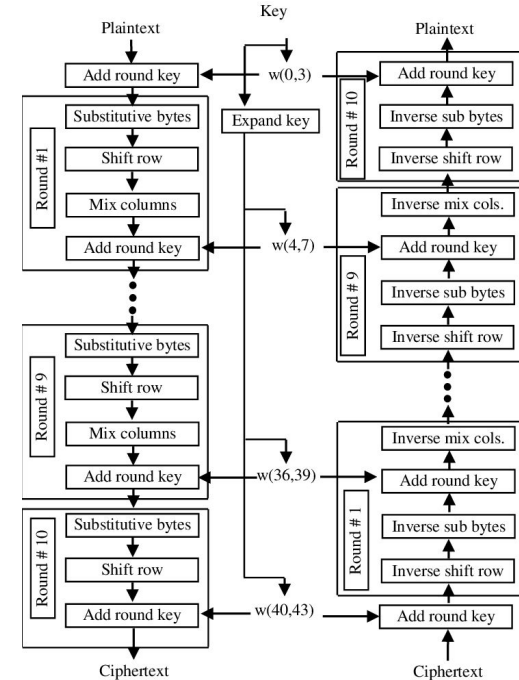 Key
Plaintext
Add round key
Round #1
Substitutive bytes
Shift row
Mix columns
Add round key
Round # 9
Substitutive bytes
Shift row
Mix columns
Add round key
Round # 10
Substitutive bytes
Shift row
Add round key
Ciphertext
w(0,3)
Expand key
w(4,7)
w(36,39)
w(40,43)
Plaintext
Round # 10
Add round key
Inverse sub bytes
Inverse shift row
Round # 9
Inverse mix cols.
Add round key
Inverse sub bytes
Inverse shift row
Round # 1
Inverse mix cols.
Add round key
Inverse sub bytes
Inverse shift row
Add round key
Ciphertext